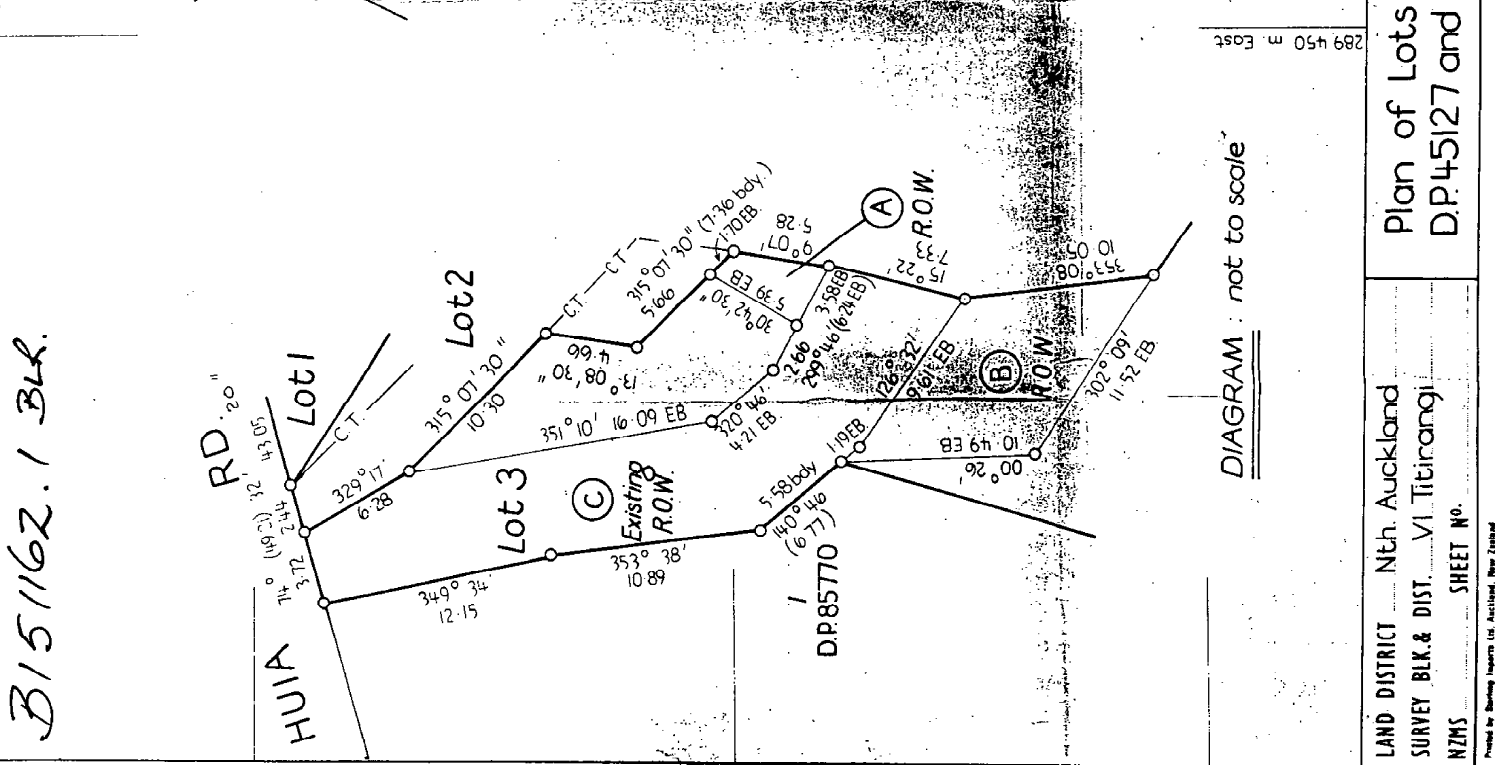 B151162.1 BLR.
HUIA RD.
74° (49.21) 32' 20"
3.72 2.44 43.05
Lot 1
C.T.
Lot 2
329° 17'
6.28
315° 07' 30"
10.30
C.T.
C.T.
13° 08' 30"
4.66
315° 07' 30" (7.36 bdy.)
5.66
1.70 EB.
30° 42' 30"
5.39 EB
9° 07'
5.28
A
R.O.W.
15° 22'
7.33
3.58 EB
2.66
299° 46' (6.24 EB)
351° 10' 16.09 EB
320° 46'
4.21 EB
Lot 3
C
Existing
R.O.W.
349° 34'
12.15
353° 38'
10.89
5.58 bdy
140° 46'
(6.77)
1.19 EB
126° 32'
9.61 EB
353° 08'
10.05
B
R.O.W.
00° 26'
10.49 EB
302° 09'
11.52 EB.
1
D.P. 85770
289 450 m East
DIAGRAM : not to scale
LAND DISTRICT Nth. Auckland
SURVEY BLK. & DIST. VI Titirangi
NZMS SHEET Nº.
Plan of Lots
D.P. 45127 and